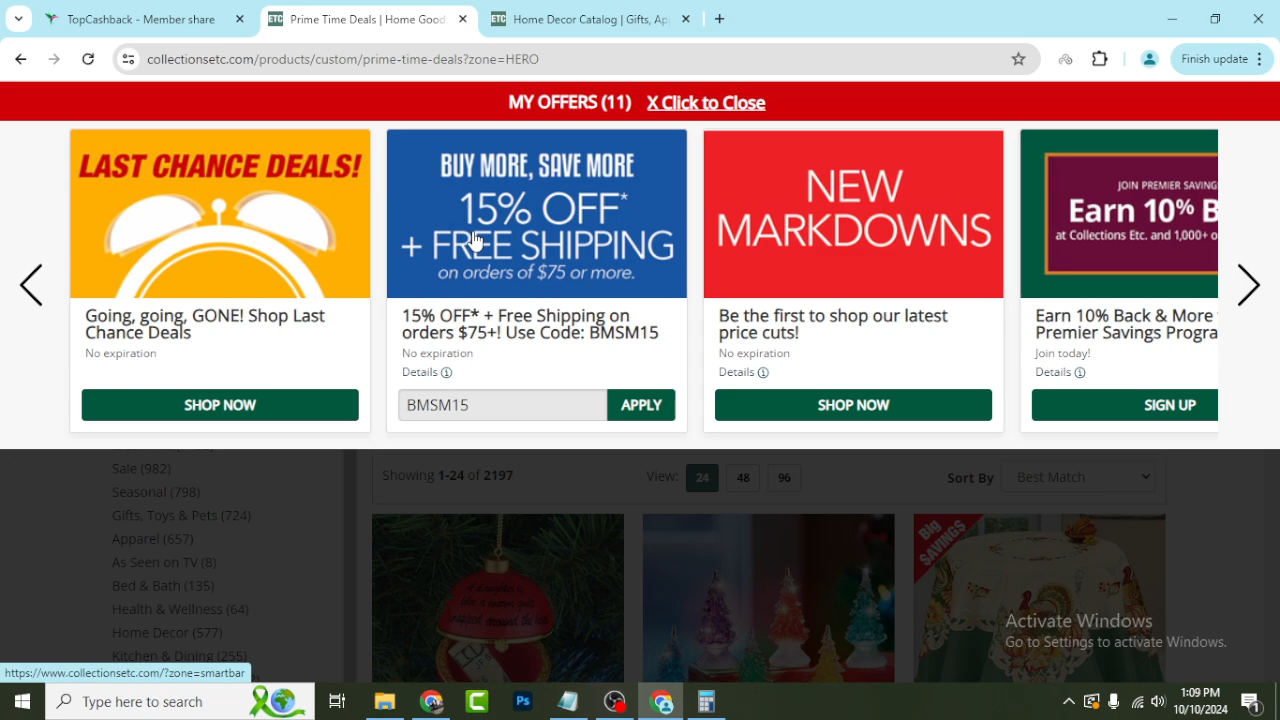 TopCashback - Member share
Prime Time Deals | Home Good
ETC
Home Decor Catalog | Gifts, Ap
collectionsetc.com/products/custom/prime-time-deals?zone=HERO
Finish update
MY OFFERS (11) X Click to Close
LAST CHANCE DEALS!
Going, going, GONE! Shop Last
Chance Deals
No expiration
SHOP NOW
BUY MORE, SAVE MORE
15% OFF*
+ FREE SHIPPING
on orders of $75 or more.
15% OFF* + Free Shipping on
orders $75+! Use Code: BMSM15
No expiration
Details
BMSM15 APPLY
NEW
MARKDOWNS
Be the first to shop our latest
price cuts!
No expiration
Details
SHOP NOW
JOIN PREMIER SAVING
Earn 10% B
at Collections Etc. and 1,000+ o
Earn 10% Back & More
Premier Savings Progra
Join today!
Details
SIGN UP
Sale (982)
Seasonal (798)
Gifts, Toys & Pets (724)
Apparel (657)
As Seen on TV (8)
Bed & Bath (135)
Health & Wellness (64)
Home Decor (577)
Kitchen & Dining (255)
Showing 1-24 of 2197
View: 24 48 96
Sort By Best Match
BIG
SAVINGS
Activate Windows
Go to Settings to activate Windows.
https://www.collectionsetc.com/?zone=smartbar
Type here to search
1:09 PM
10/10/2024